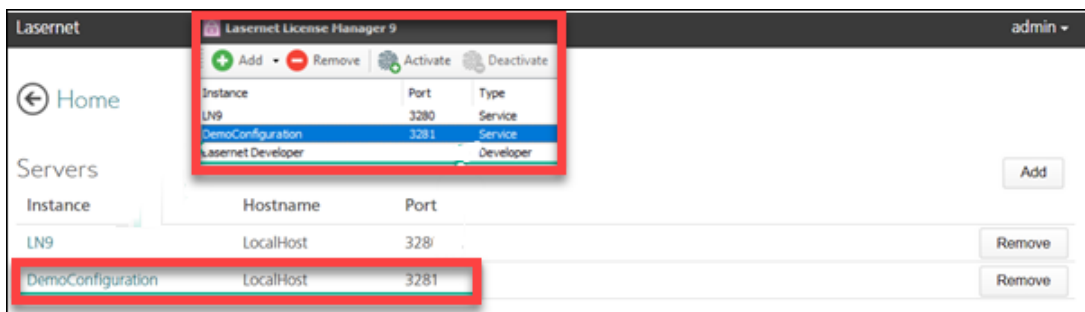 Lasernet
admin
Lasernet License Manager 9
Add Remove Activate Deactivate
Instance Port Type
LN9 3280 Service
DemoConfiguration 3281 Service
Lasernet Developer Developer
Home
Servers
Add
Instance Hostname Port
LN9 LocalHost Remove
DemoConfiguration LocalHost 3281 Remove